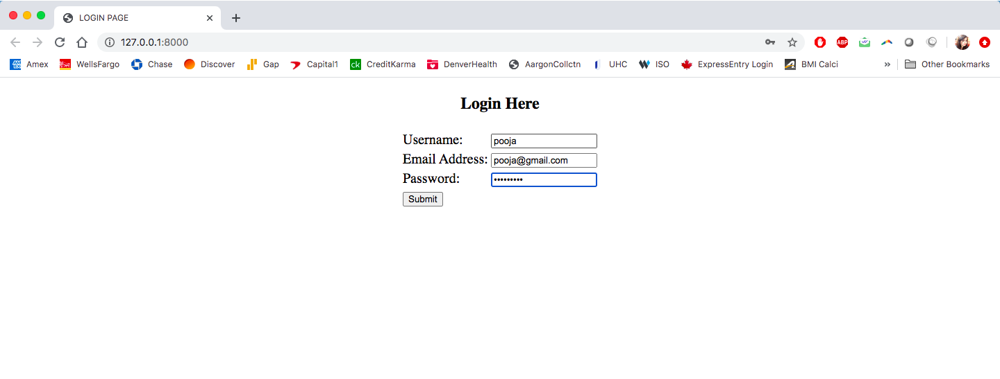 LOGIN PAGE
127.0.0.1:8000
ABP
Amex WellsFargo Chase Discover Gap Capital1 ck CreditKarma DenverHealth AargonCollctn UHC ISO ExpressEntry Login BMI Calci » Other Bookmarks
Login Here
Username: pooja
Email Address: pooja@gmail.com
Password: •••••••••
Submit